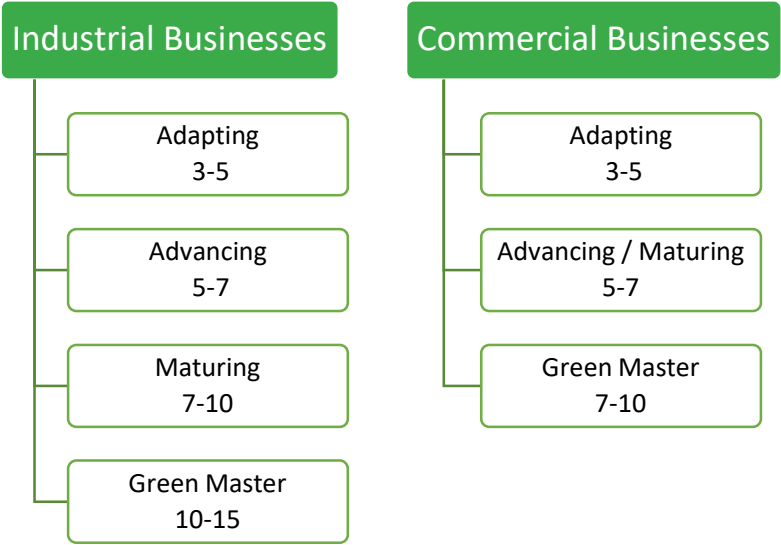 Industrial Businesses
Adapting
3-5
Advancing
5-7
Maturing
7-10
Green Master
10-15
Commercial Businesses
Adapting
3-5
Advancing / Maturing
5-7
Green Master
7-10